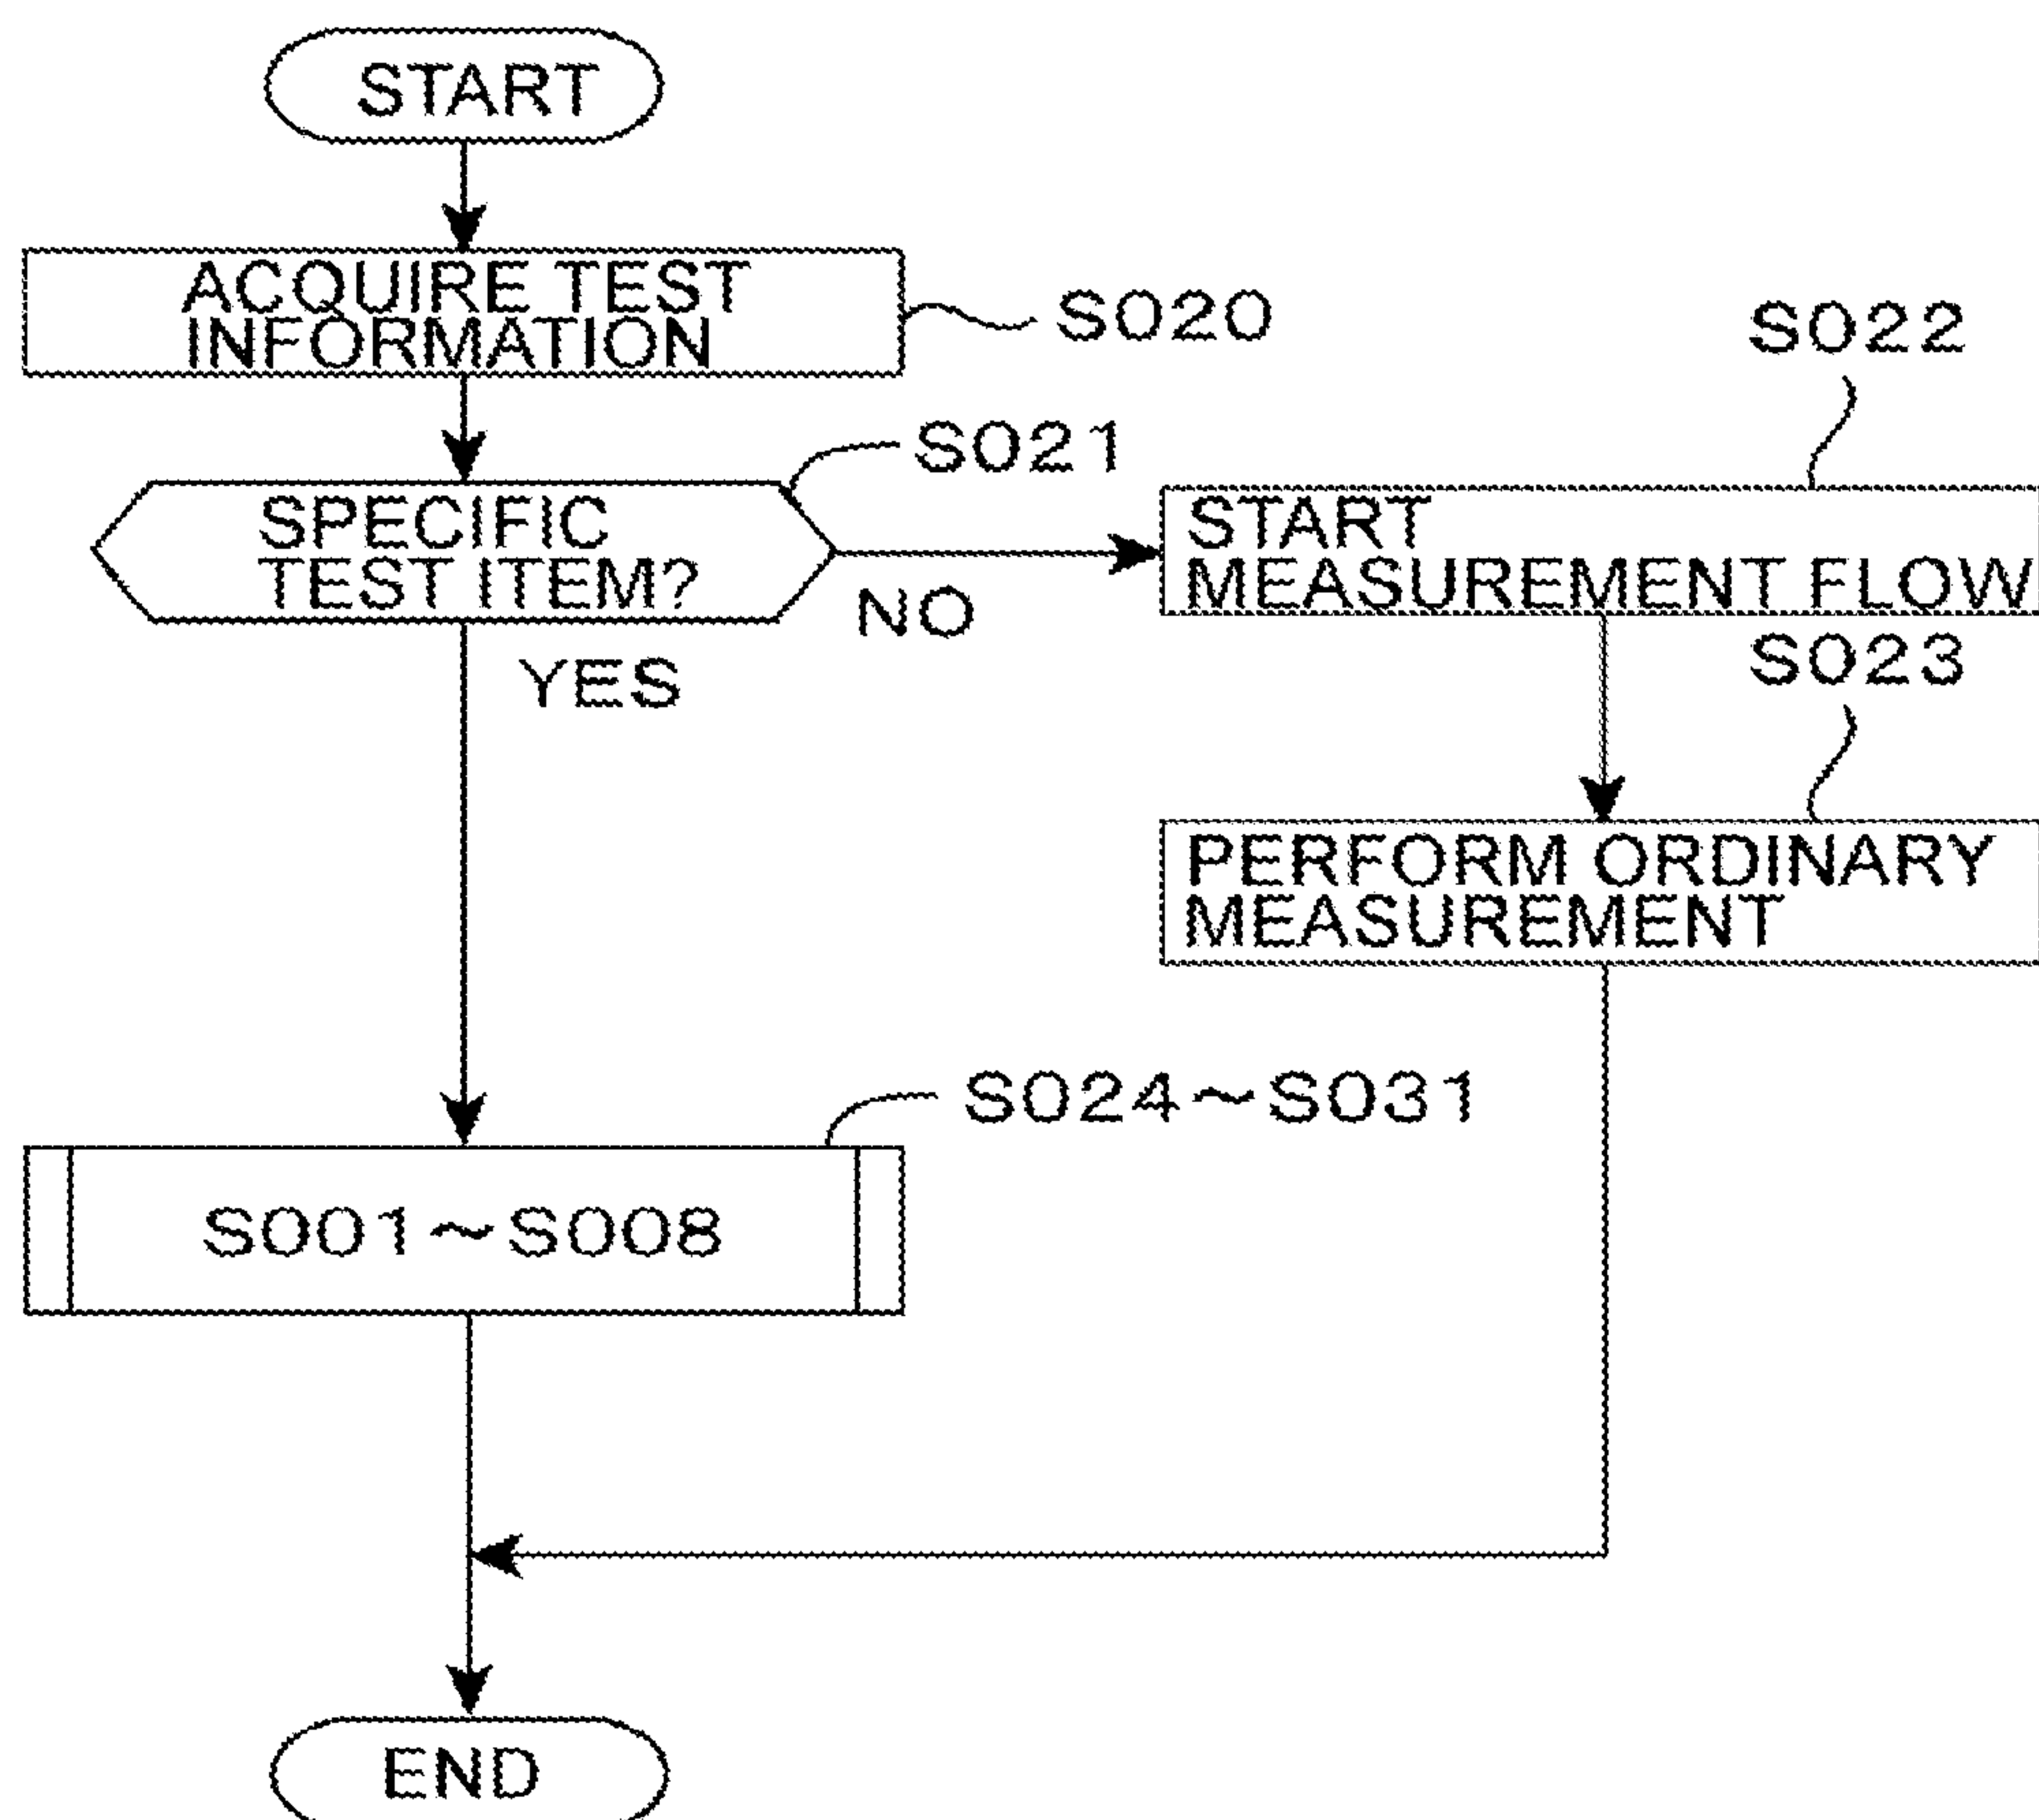 START
ACQUIRE TEST
INFORMATION
S020
S021
SPECIFIC
TEST ITEM?
NO
YES
S022
START
MEASUREMENT FLOW
S023
PERFORM ORDINARY
MEASUREMENT
S024~S031
S001~S008
END